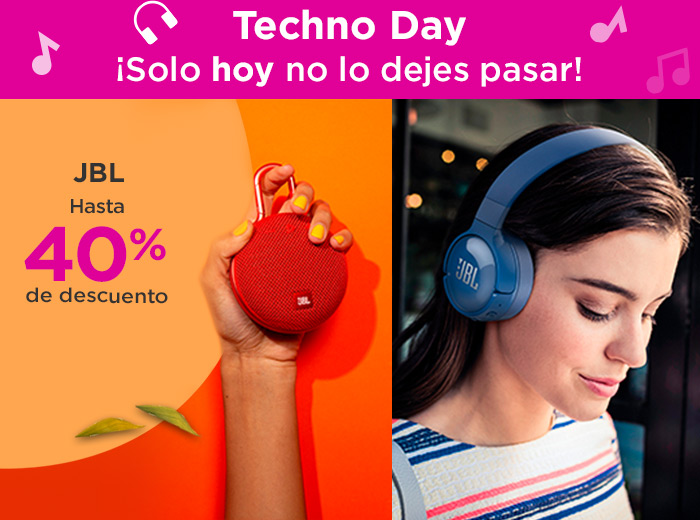 Techno Day
¡Solo hoy no lo dejes pasar!
JBL
Hasta
40%
de descuento
JBL
JBL